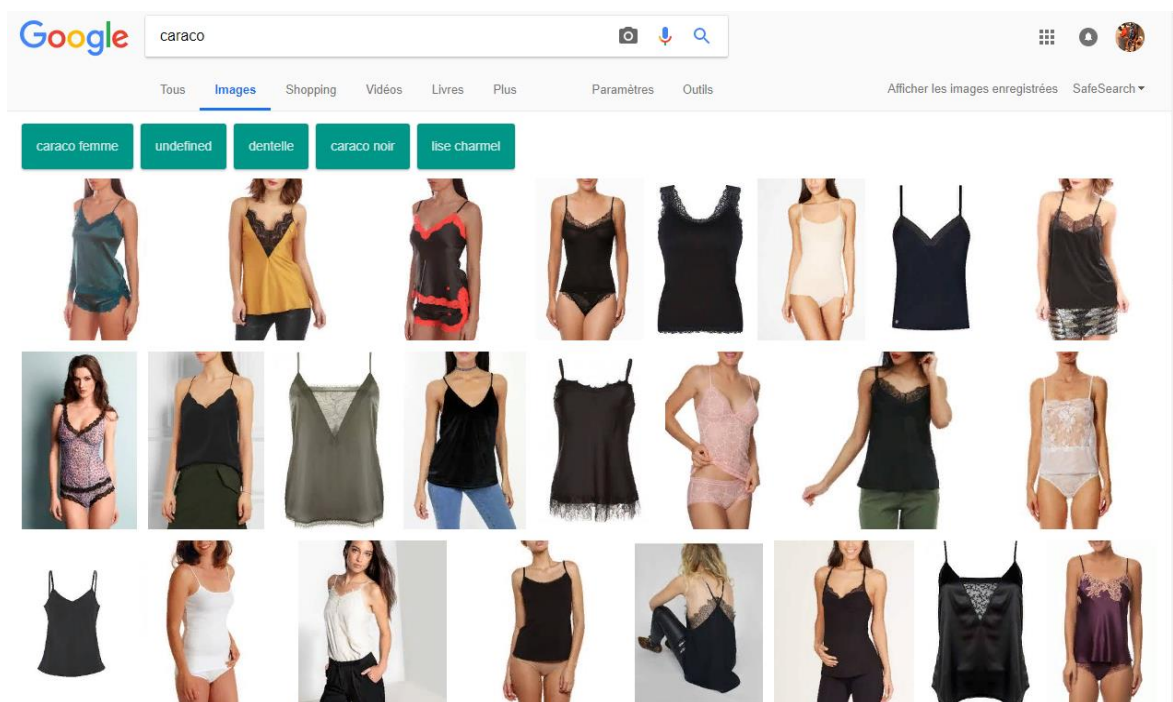 Google caraco
Tous Images Shopping Vidéos Livres Plus Paramètres Outils Afficher les images enregistrées SafeSearch
caraco femme undefined dentelle caraco noir lise charmel